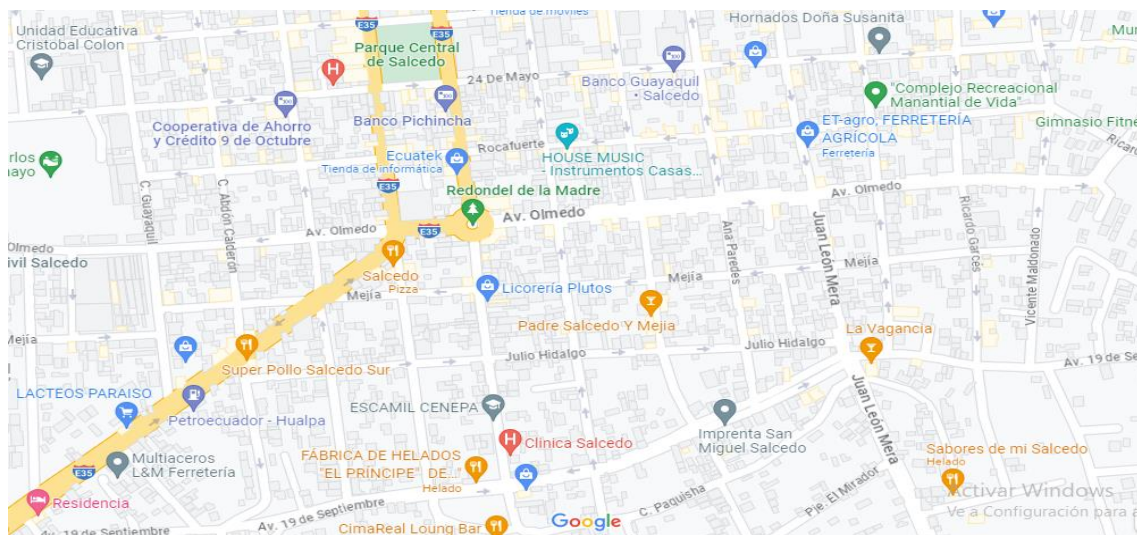 Tienda de móviles
Hornados Doña Susanita
Unidad Educativa
Cristobal Colon
E35
E35
Parque Central
de Salcedo
H
24 De Mayo
Banco Guayaquil
- Salcedo
"Complejo Recreacional
Manantial de Vida"
Banco Pichincha
Cooperativa de Ahorro
y Crédito 9 de Octubre
ET-agro, FERRETERÍA
AGRÍCOLA
Ferretería
Gimnasio Fitne
Rocafuerte
Ecuatek
Tienda de informática
HOUSE MUSIC
- Instrumentos Casas...
E35
Redondel de la Madre
Av. Olmedo
Av. Olmedo
Av. Olmedo
E35
Olmedo
C. Guayaquil
C. Abdón Calderón
Ana Paredes
Juan León Mera
Ricardo Garcés
Vicente Maldonado
Salcedo
Pizza
Mejía
Mejía
Mejía
Mejía
Licorería Plutos
Padre Salcedo Y Mejia
La Vagancia
Julio Hidalgo
Julio Hidalgo
Super Pollo Salcedo Sur
LACTEOS PARAISO
Petroecuador - Hualpa
ESCAMIL CENEPA
Clinica Salcedo
H
Imprenta San
Miguel Salcedo
Juan León Mera
Multiaceros
L&M Ferretería
E35
FÁBRICA DE HELADOS
"EL PRÍNCIPE" DE..."
Helado
Sabores de mi Salcedo
Helado
Residencia
Av. 19 de Septiembre
C. Paquisha
Pje. El Mirador
CimaReal Loung Bar
Google
Activar Windows
Ve a Configuración para a